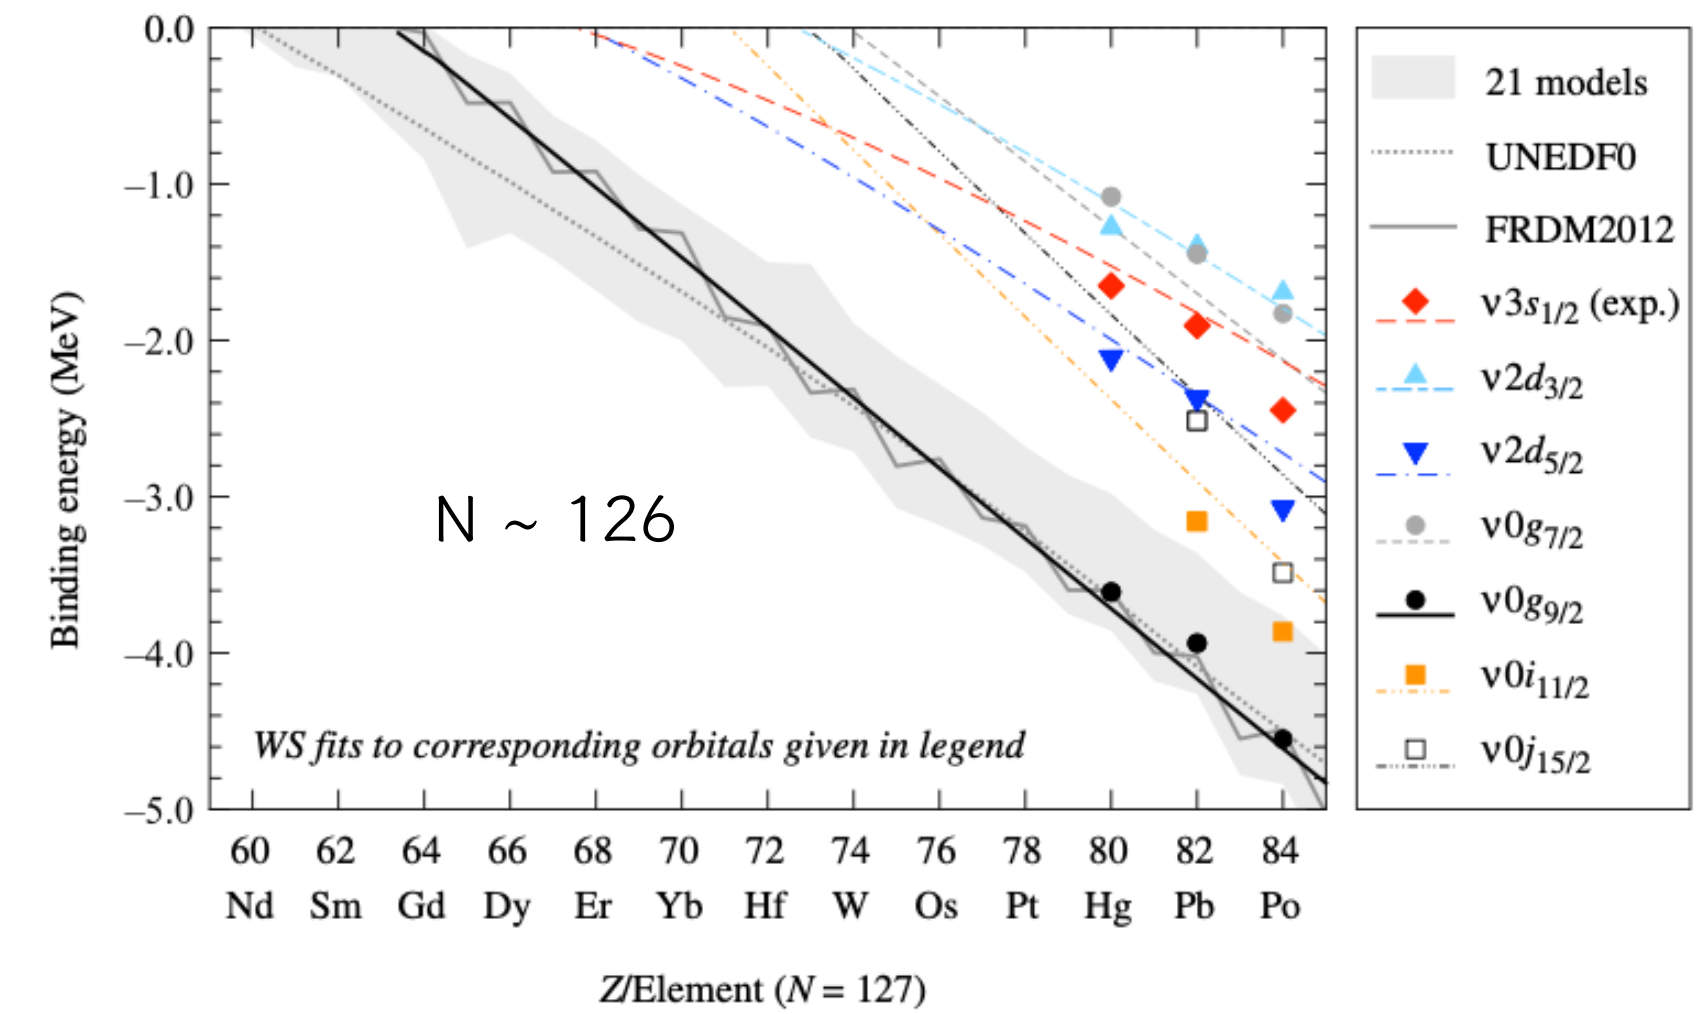 0.0
−1.0
−2.0
−3.0
−4.0
−5.0
Binding energy (MeV)
N ~ 126
WS fits to corresponding orbitals given in legend
60 62 64 66 68 70 72 74 76 78 80 82 84
Nd Sm Gd Dy Er Yb Hf W Os Pt Hg Pb Po
Z/Element (N = 127)
21 models
UNEDF0
FRDM2012
ν3s1/2 (exp.)
ν2d3/2
ν2d5/2
ν0g7/2
ν0g9/2
ν0i11/2
ν0j15/2